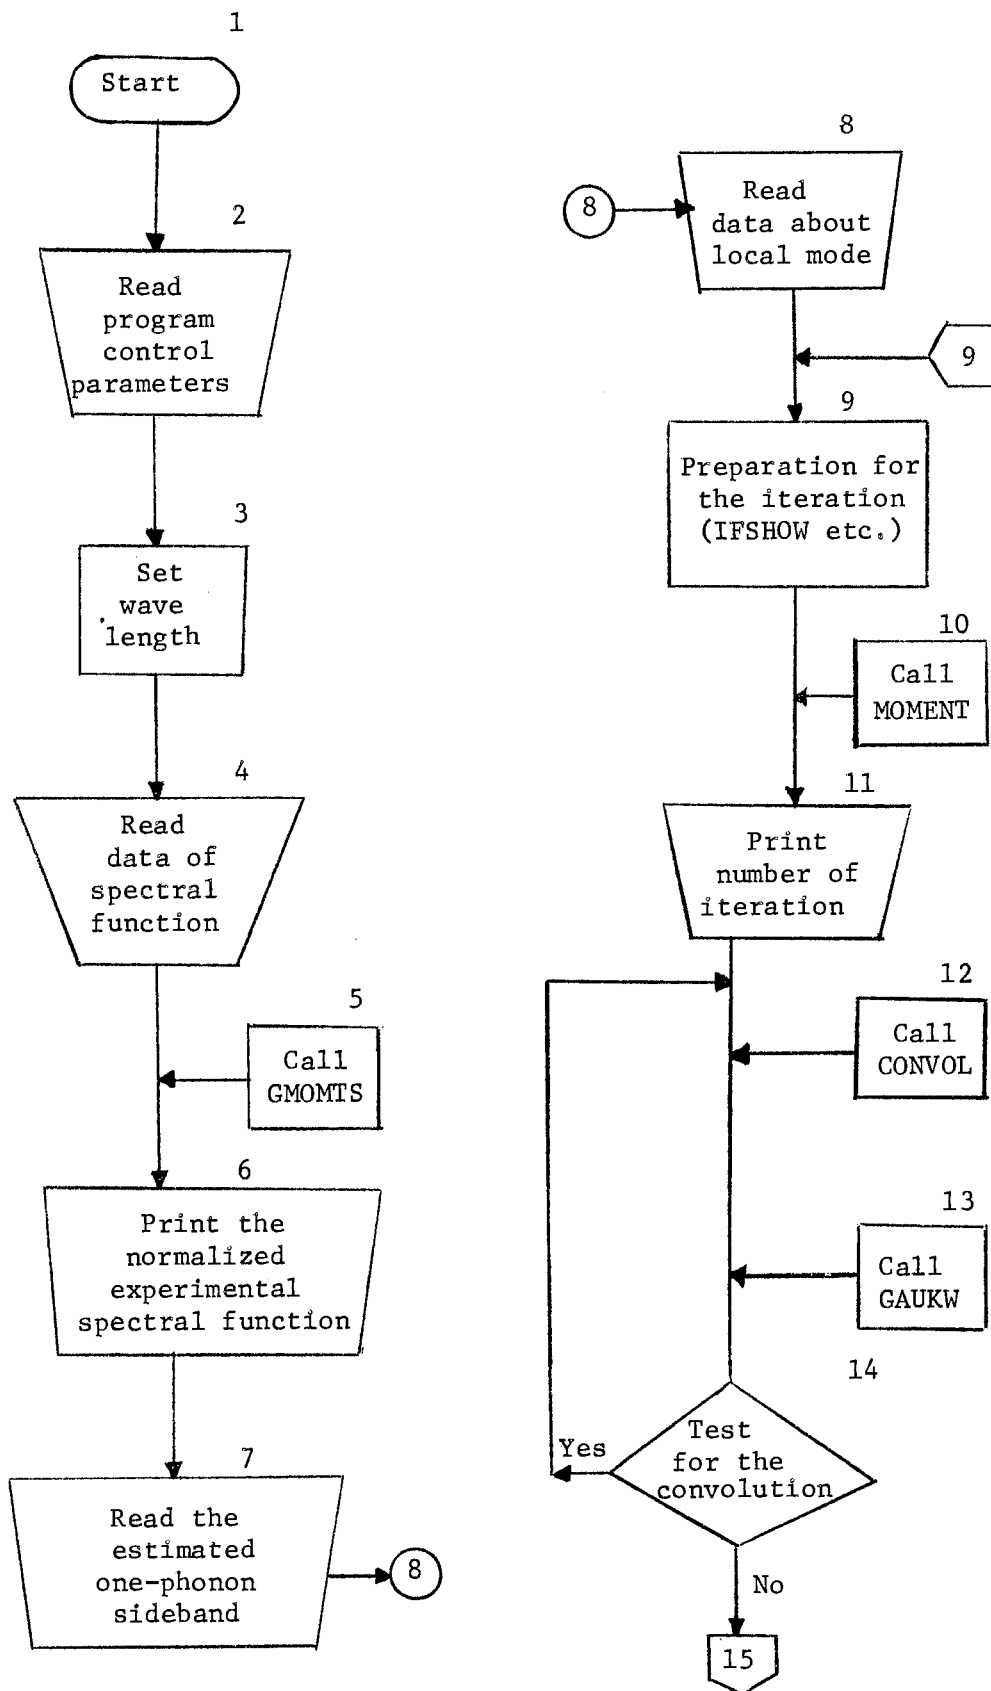 1
Start
2
Read
program
control
parameters
3
Set
wave
length
4
Read
data of
spectral
function
5
Call
GMOMTS
6
Print the
normalized
experimental
spectral function
7
Read the
estimated
one-phonon
sideband
8
8
8
Read
data about
local mode
9
9
Preparation for
the iteration
(IFSHOW etc.)
10
Call
MOMENT
11
Print
number of
iteration
12
Call
CONVOL
13
Call
GAUKW
14
Test
for the
convolution
Yes
No
15